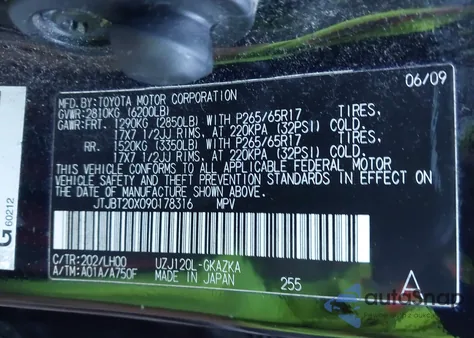 06/09
MFD.BY:TOYOTA MOTOR CORPORATION
GVWR:2810KG (6200LB)
GAWR:FRT. 1290KG (2850LB) WITH P265/65R17 TIRES,
17X7 1/2JJ RIMS, AT 220KPA (32PSI) COLD.
RR. 1520KG (3350LB) WITH P265/65R17 TIRES,
17X7 1/2JJ RIMS, AT 220KPA (32PSI) COLD.
THIS VEHICLE CONFORMS TO ALL APPLICABLE FEDERAL MOTOR
VEHICLE SAFETY AND THEFT PREVENTION STANDARDS IN EFFECT ON
THE DATE OF MANUFACTURE SHOWN ABOVE.
JTJBT20X090178316 MPV
C/TR:202/LH00 UZJ120L-GKAZKA
A/TM:A01A/A750F MADE IN JAPAN 255 A
G 60212
autoSnap